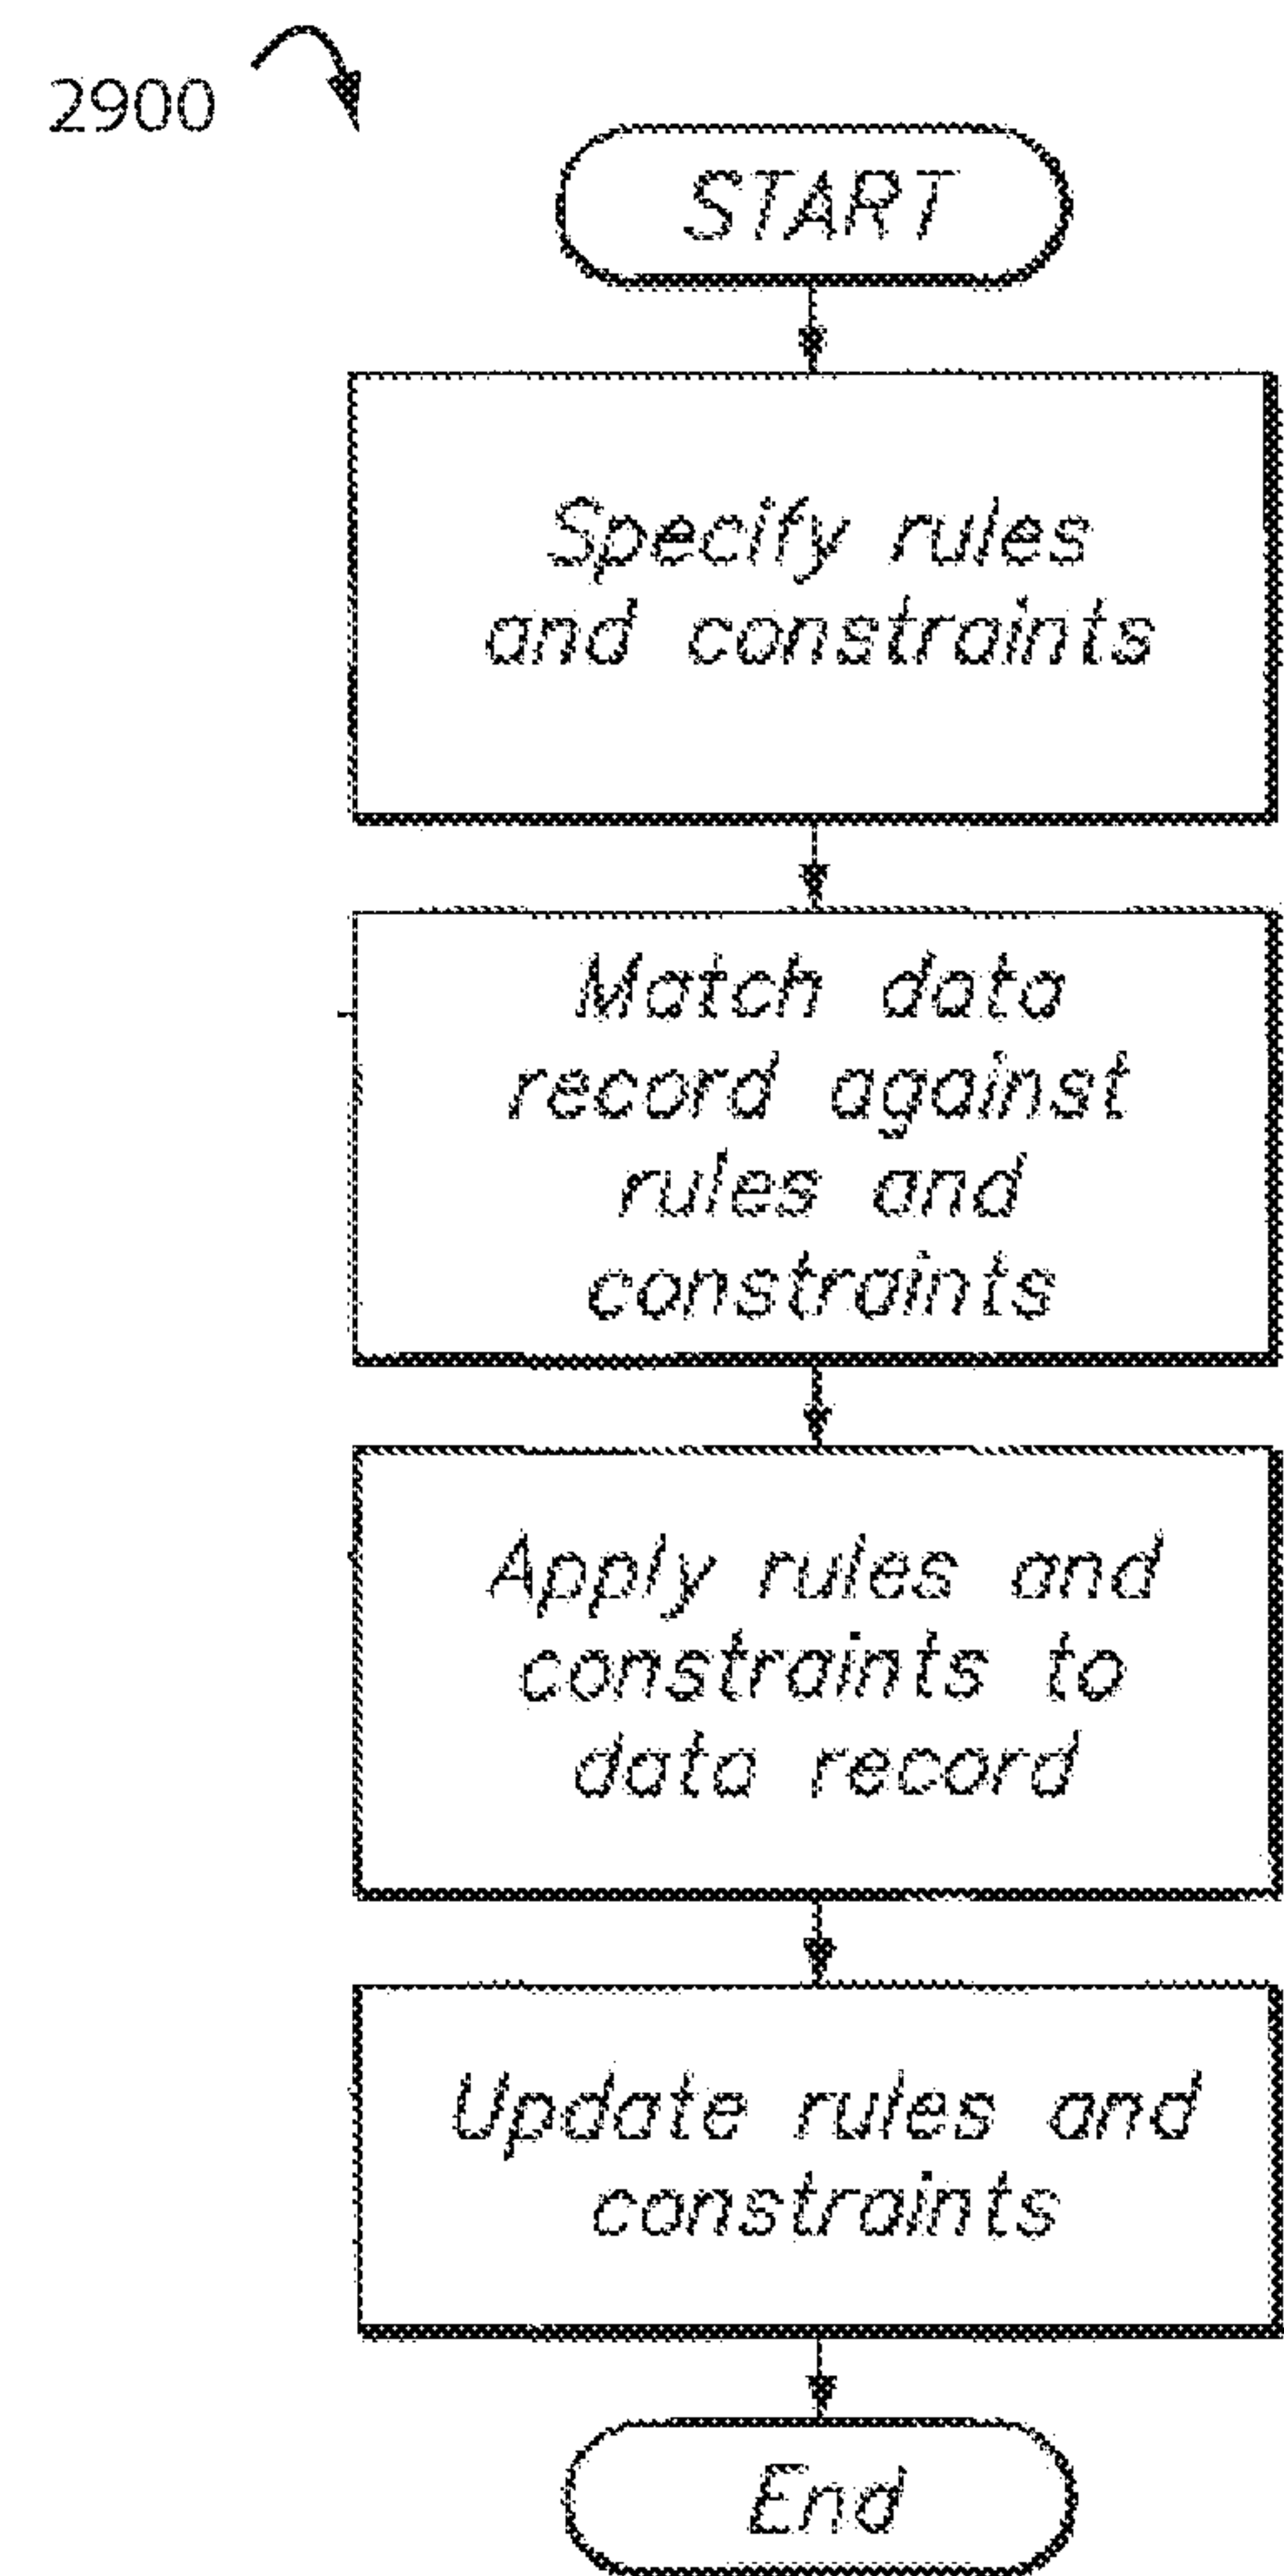 2900
START
Specify rules
and constraints
Match data
record against
rules and
constraints
Apply rules and
constraints to
data record
Update rules and
constraints
End